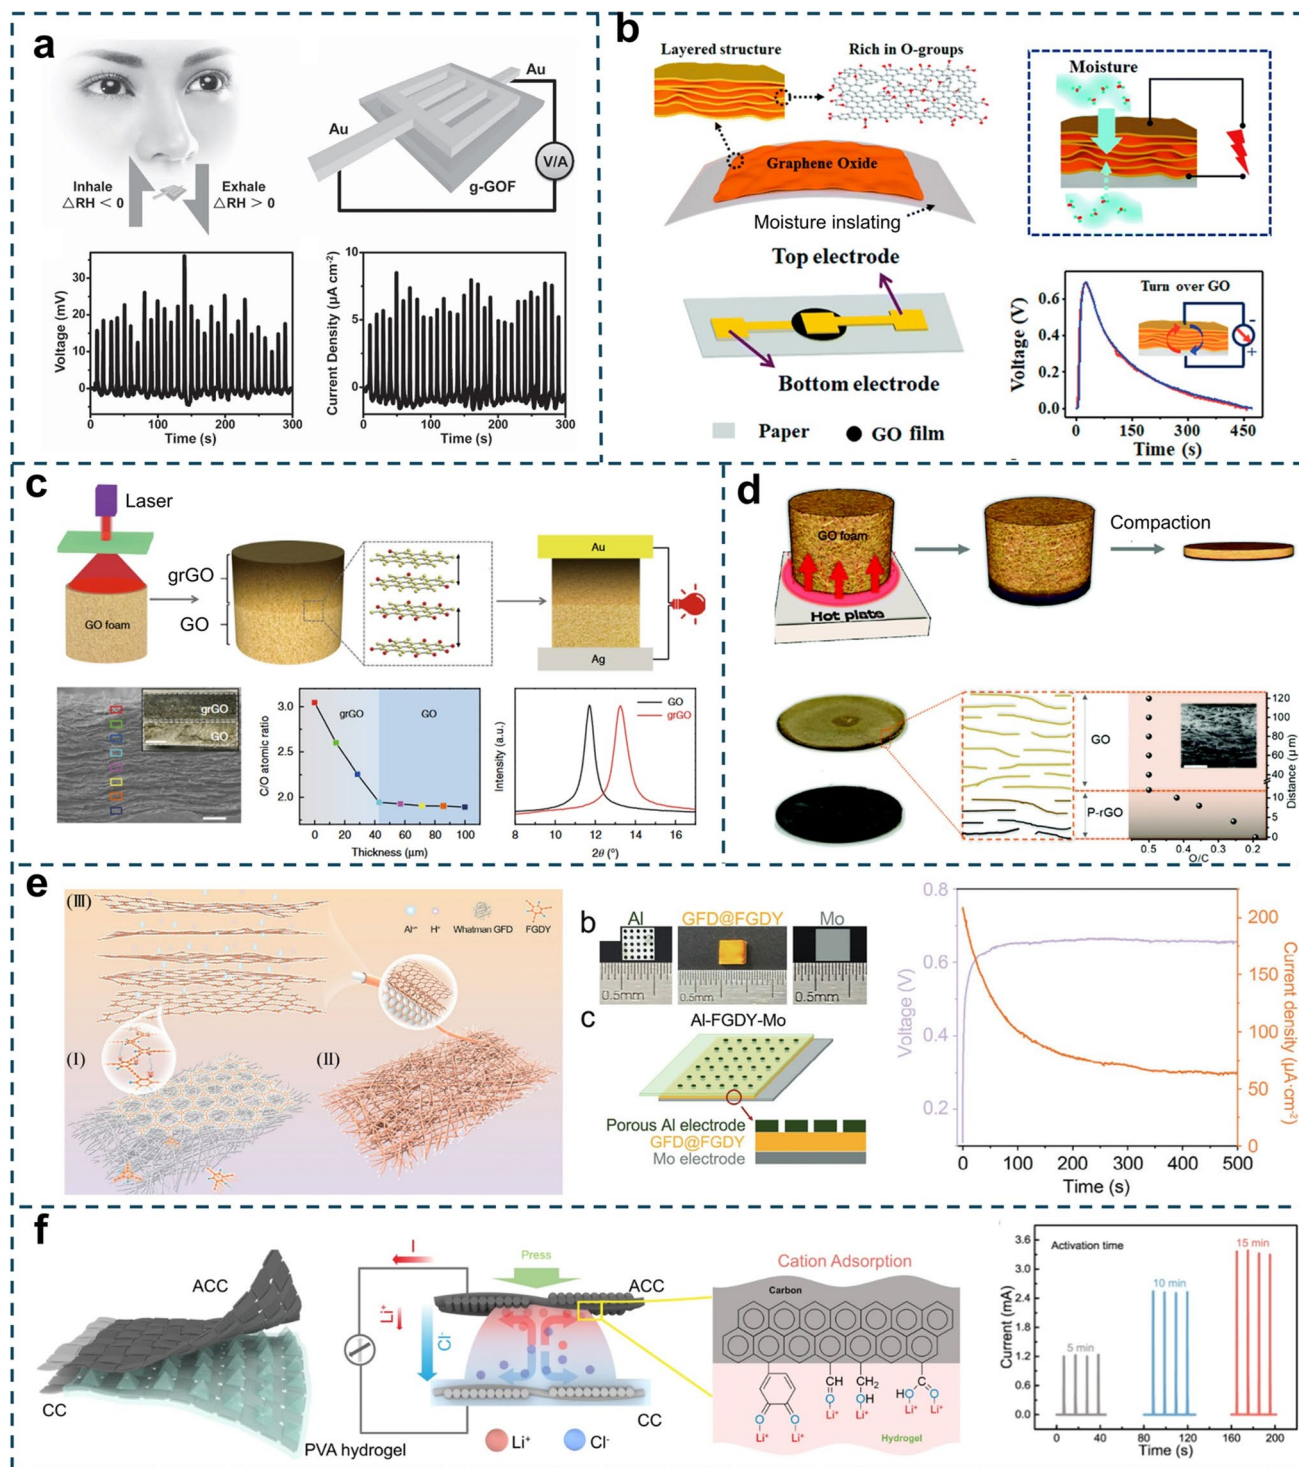 a
Au
Au
V/A
g-GOF
Inhale
△RH < 0
Exhale
△RH > 0
Voltage (mV)
30
20
10
0
0 100 200 300
Time (s)
Current Density (µA cm⁻²)
10
5
0
0 100 200 300
Time (s)
b
Layered structure
Rich in O-groups
Graphene Oxide
Moisture inslating
Moisture
Top electrode
Bottom electrode
Paper
GO film
Turn over GO
-
+
Voltage (V)
0.6
0.4
0.2
0.0
0 150 300 450
Time (s)
c
Laser
GO foam
grGO
GO
Au
Ag
grGO
GO
C/O atomic ratio
3.0
2.5
2.0
grGO
GO
0 20 40 60 80 100
Thickness (µm)
Intensity (a.u.)
GO
grGO
8 10 12 14 16
2θ (°)
d
GO foam
Hot plate
Compaction
GO
P-rGO
120
100
80
60
40
10
5
0
Distance (µm)
0.5 0.4 0.3 0.2
O/C
e
(III)
Al³⁺
H⁺
Whatman GFD
FGDY
(I)
(II)
b
Al
GFD@FGDY
Mo
0.5mm
0.5mm
0.5mm
c
Al-FGDY-Mo
Porous Al electrode
GFD@FGDY
Mo electrode
Voltage (V)
0.8
0.6
0.4
0.2
200
150
100
50
0
Current density (µA·cm⁻²)
0 100 200 300 400 500
Time (s)
f
ACC
CC
PVA hydrogel
I
Li⁺
Cl⁻
Press
ACC
CC
Li⁺
Cl⁻
Cation Adsorption
Carbon
CH
CH₂
C
O
O
O
OH
HO
O
Li⁺ Li⁺ Li⁺ Li⁺ Li⁺ Li⁺
Hydrogel
Activation time
5 min
10 min
15 min
Current (mA)
3.6
3.0
2.4
1.8
1.2
0.6
0.0
0 40 80 120 160 200
Time (s)